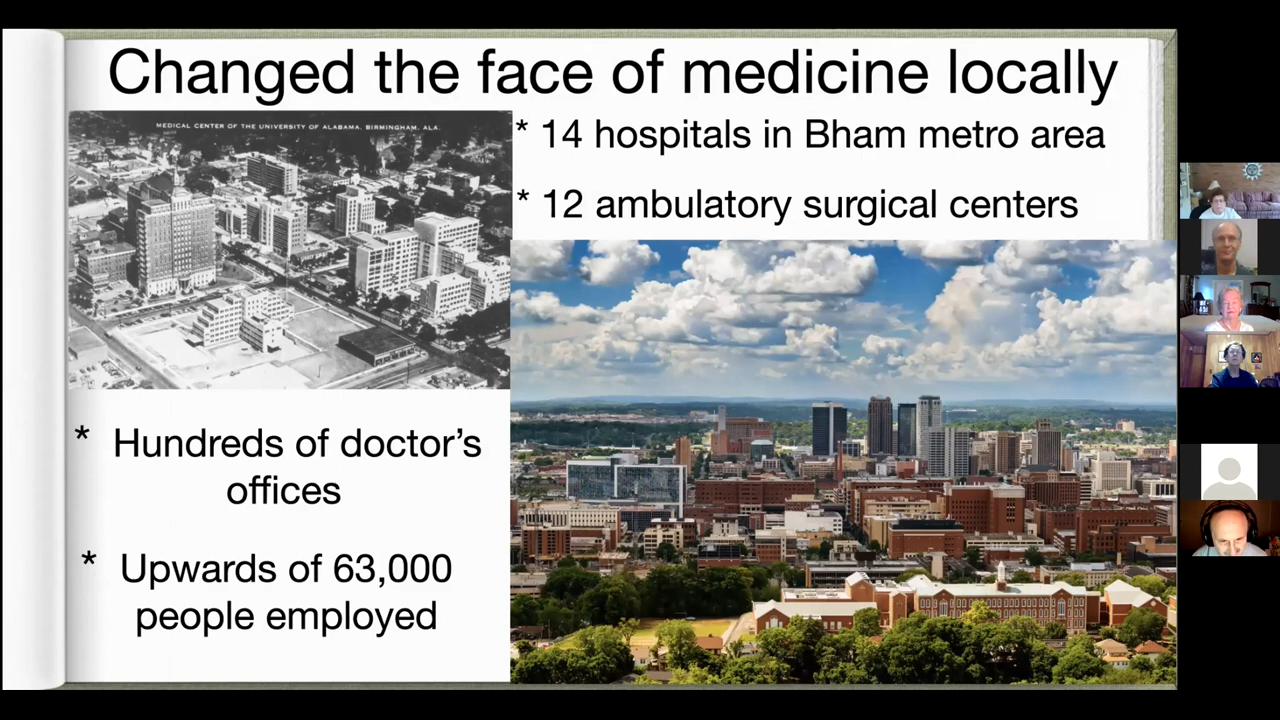 Changed the face of medicine locally
MEDICAL CENTER OF THE UNIVERSITY OF ALABAMA, BIRMINGHAM, ALA.
* 14 hospitals in Bham metro area
* 12 ambulatory surgical centers
* Hundreds of doctor’s
offices
* Upwards of 63,000
people employed